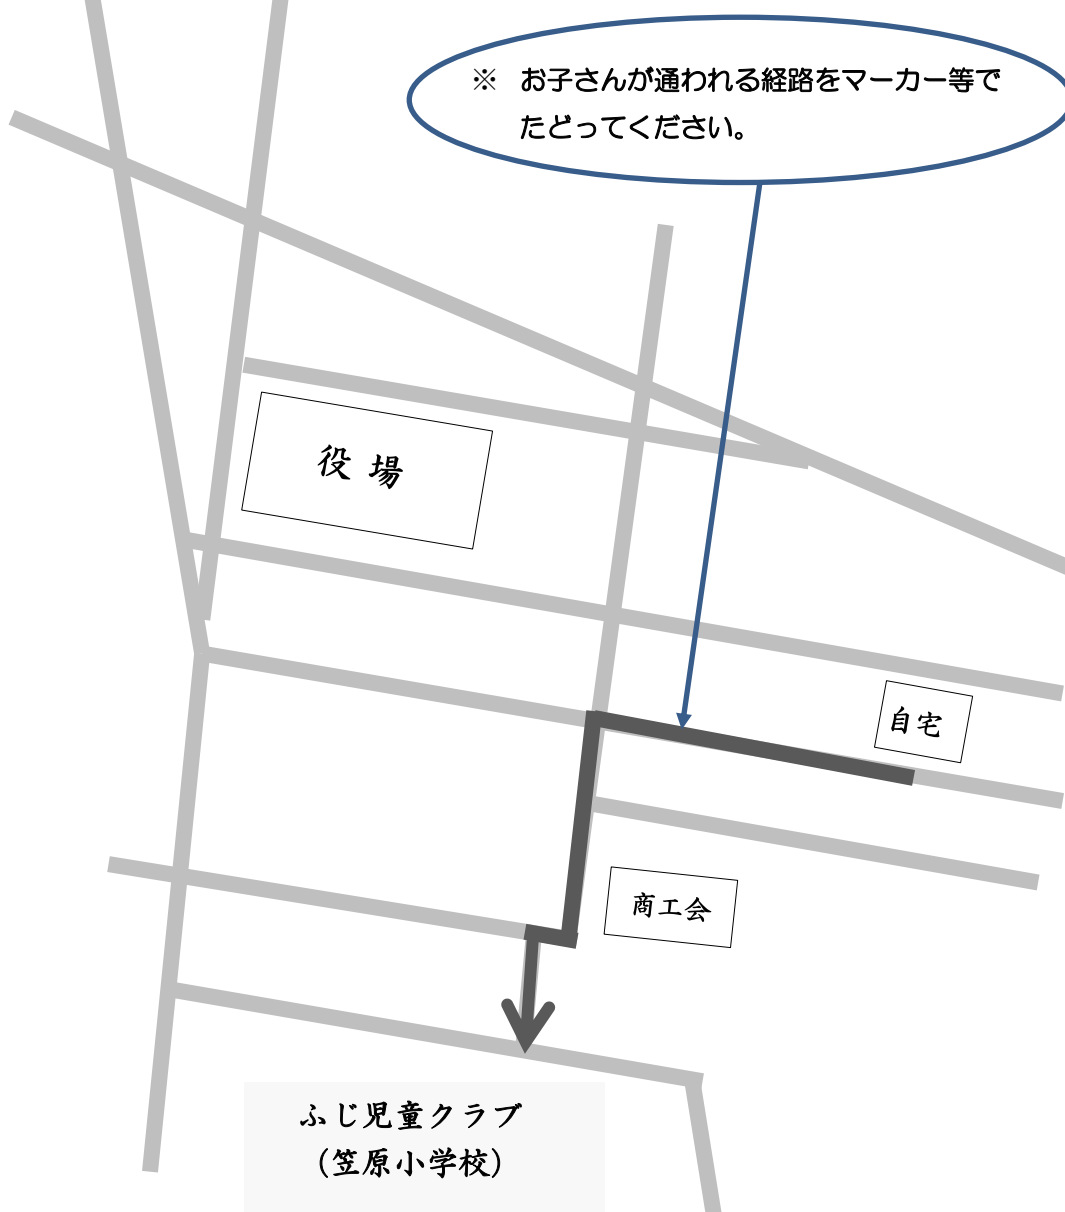 ※ お子さんが通われる経路をマーカー等で
たどってください。
役場
自宅
商工会
ふじ児童クラブ
(笠原小学校)